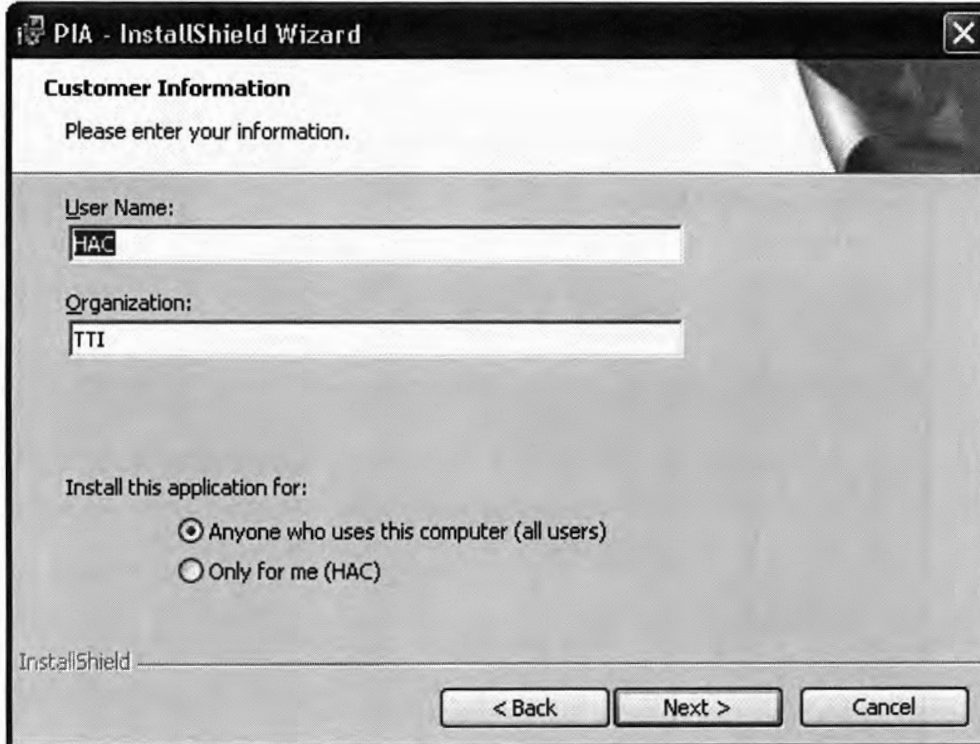 PIA - InstallShield Wizard
Customer Information
Please enter your information.
User Name:
HAC
Organization:
TTI
Install this application for:
Anyone who uses this computer (all users)
Only for me (HAC)
InstallShield
< Back Next > Cancel